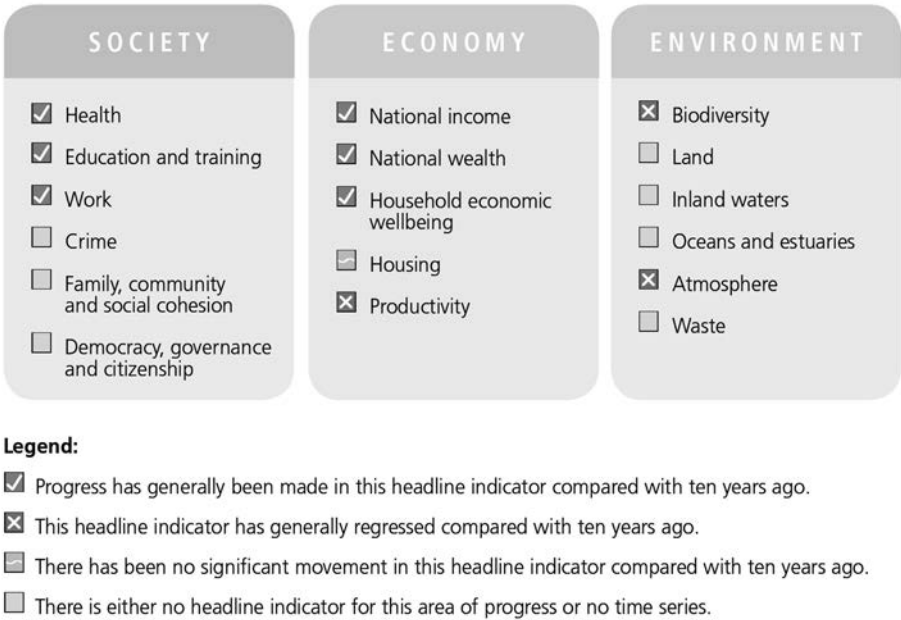 SOCIETY
Health
Education and training
Work
Crime
Family, community
and social cohesion
Democracy, governance
and citizenship
ECONOMY
National income
National wealth
Household economic
wellbeing
Housing
Productivity
ENVIRONMENT
Biodiversity
Land
Inland waters
Oceans and estuaries
Atmosphere
Waste
Legend:
Progress has generally been made in this headline indicator compared with ten years ago.
This headline indicator has generally regressed compared with ten years ago.
There has been no significant movement in this headline indicator compared with ten years ago.
There is either no headline indicator for this area of progress or no time series.